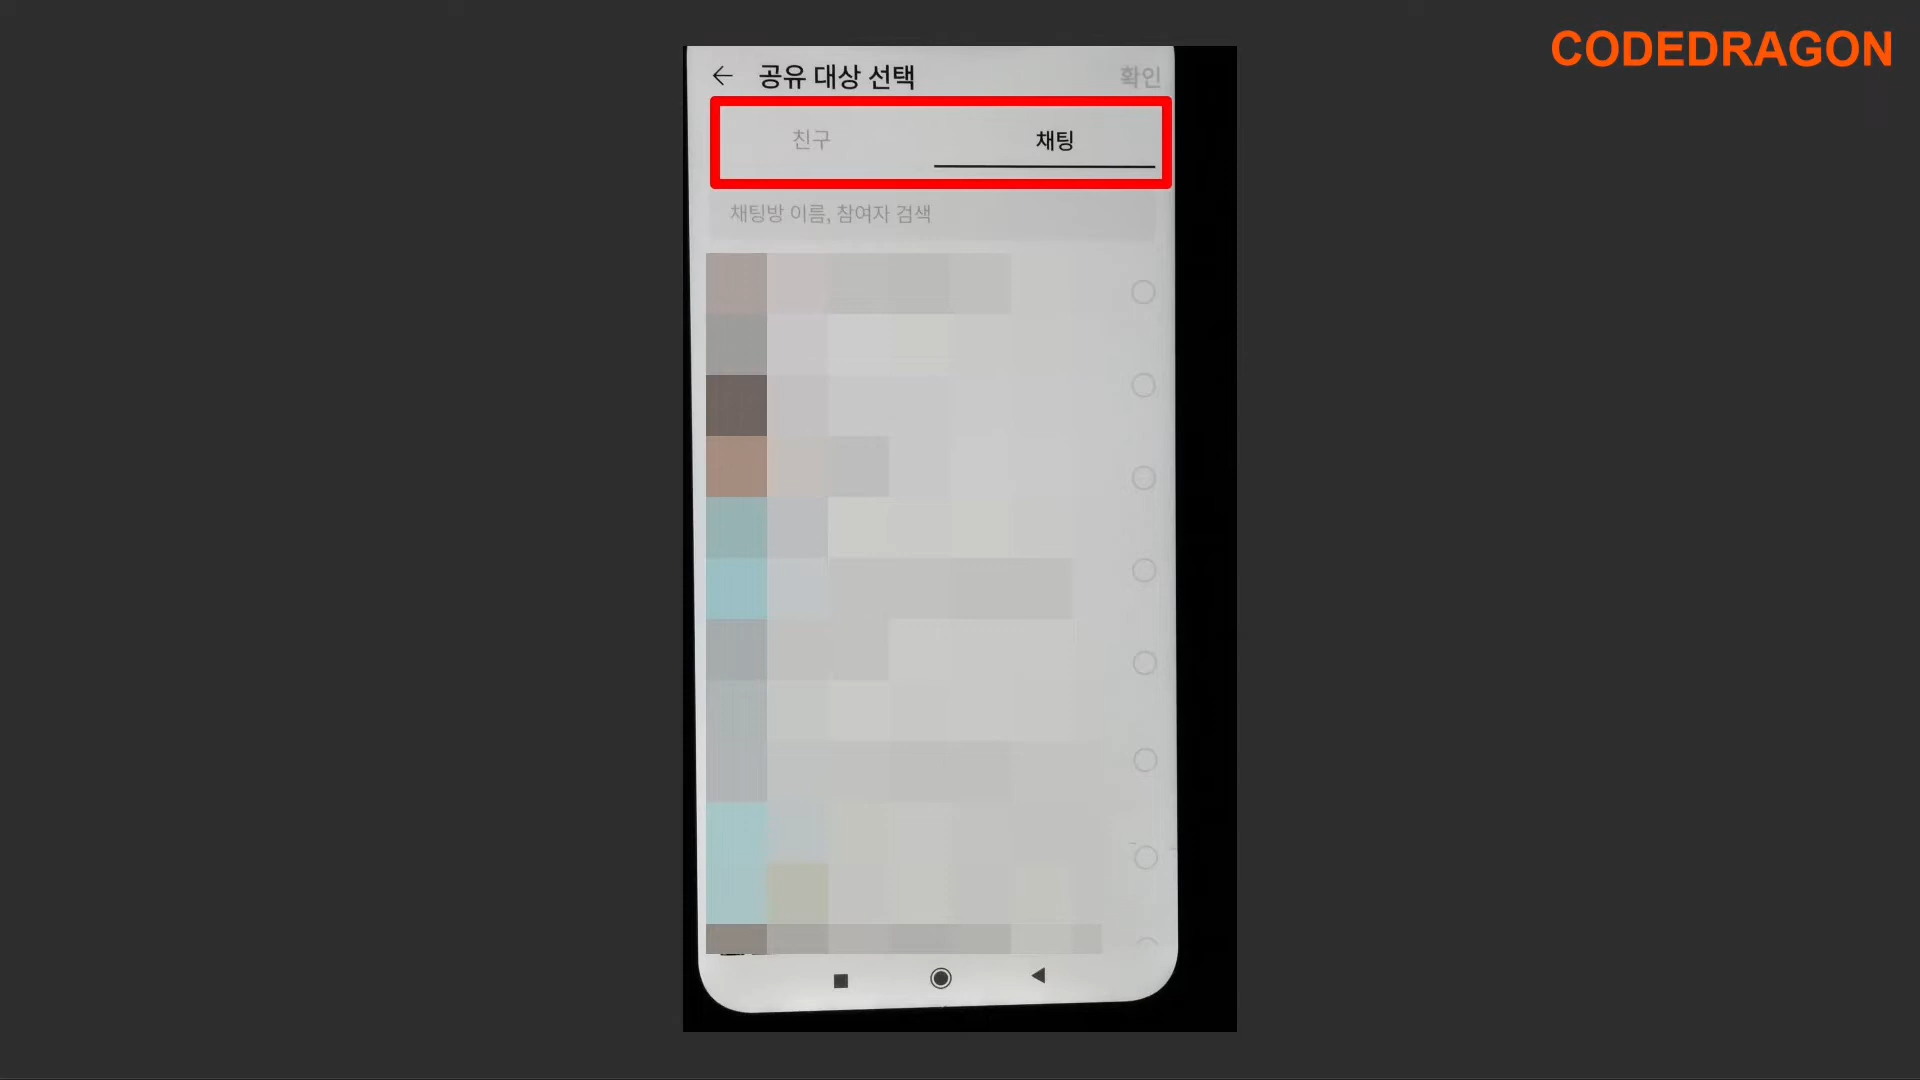 CODEDRAGON
공유 대상 선택
확인
친구
채팅
채팅방 이름, 참여자 검색